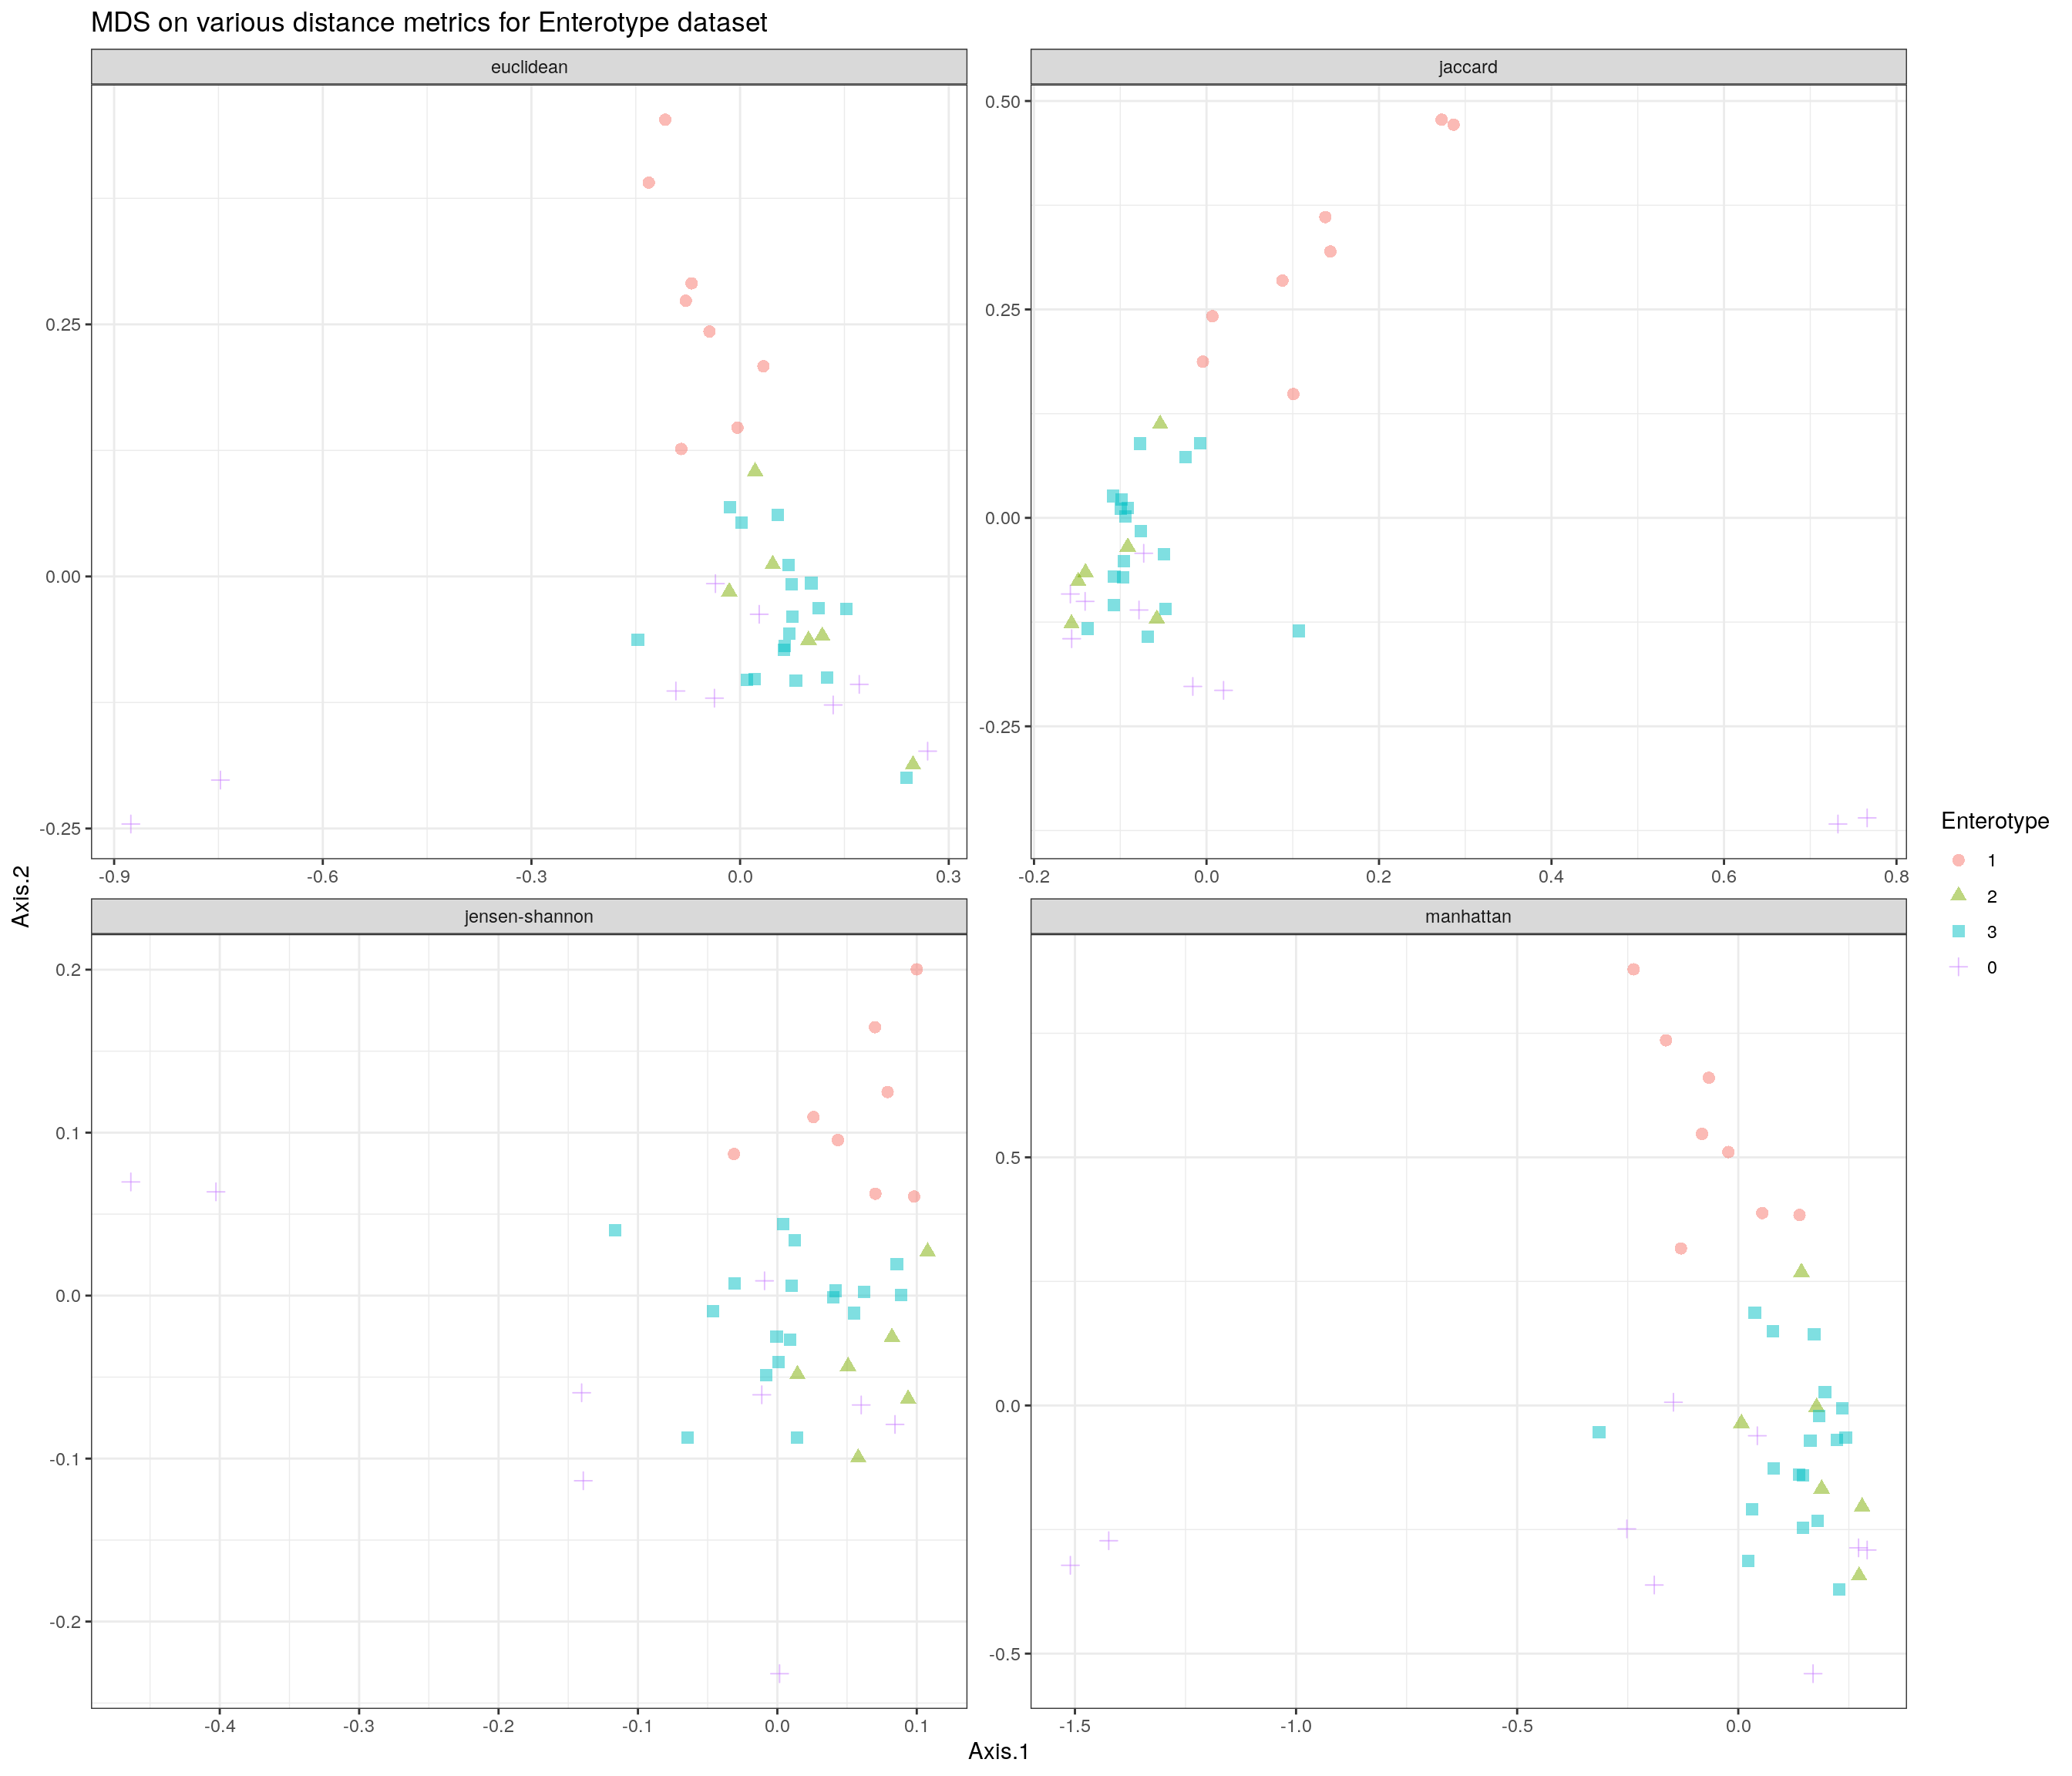 MDS on various distance metrics for Enterotype dataset
euclidean
jaccard
0.25
0.00
-0.25
-0.9 -0.6 -0.3 0.0 0.3
0.50
0.25
0.00
-0.25
-0.2 0.0 0.2 0.4 0.6 0.8
jensen-shannon
manhattan
0.2
0.1
0.0
-0.1
-0.2
-0.4 -0.3 -0.2 -0.1 0.0 0.1
0.5
0.0
-0.5
-1.5 -1.0 -0.5 0.0
Axis.2
Axis.1
Enterotype
1
2
3
0